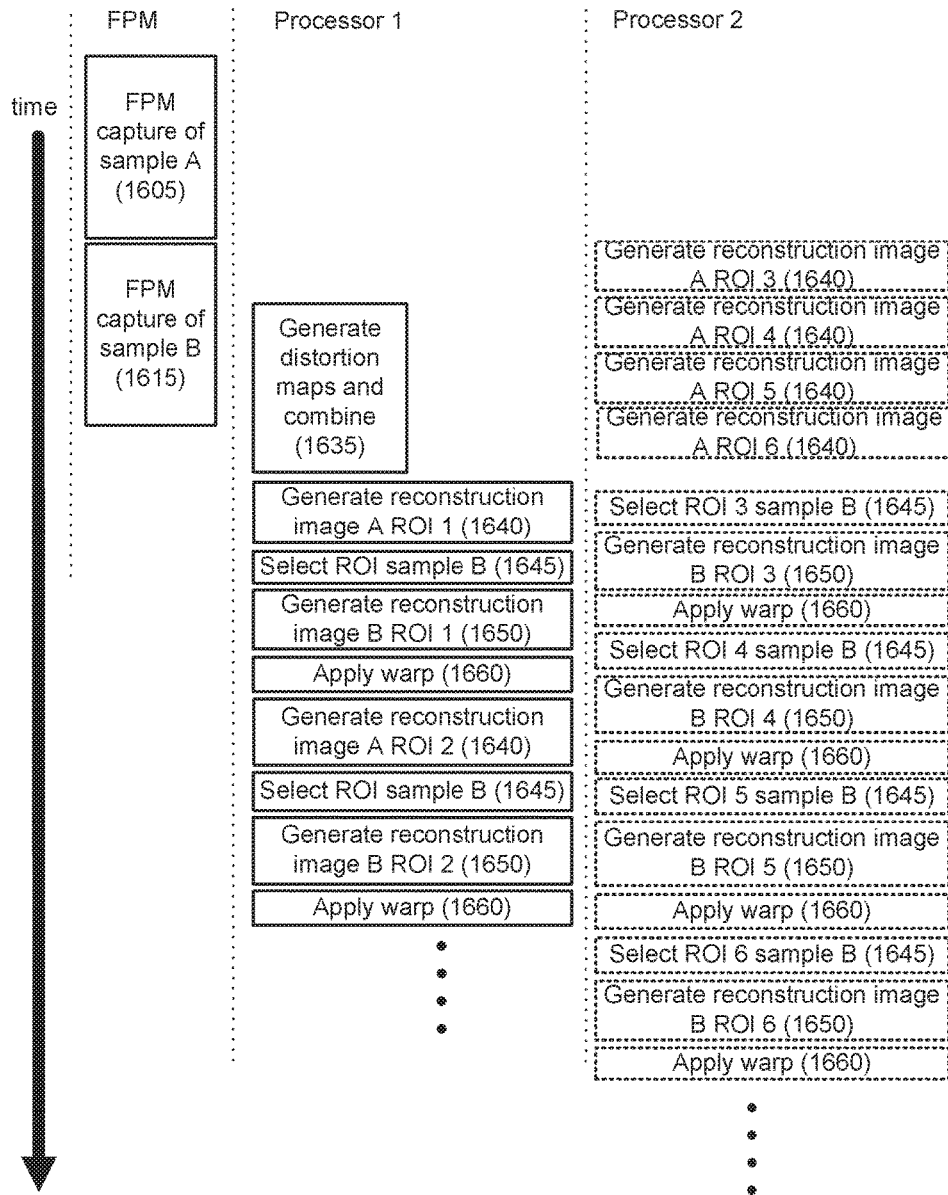 FPM
Processor 1
Processor 2
time
FPM
capture of
sample A
(1605)
FPM
capture of
sample B
(1615)
Generate
distortion
maps and
combine
(1635)
Generate reconstruction
image A ROI 1 (1640)
Select ROI sample B (1645)
Generate reconstruction
image B ROI 1 (1650)
Apply warp (1660)
Generate reconstruction
image A ROI 2 (1640)
Select ROI sample B (1645)
Generate reconstruction
image B ROI 2 (1650)
Apply warp (1660)
Generate reconstruction image
A ROI 3 (1640)
Generate reconstruction image
A ROI 4 (1640)
Generate reconstruction image
A ROI 5 (1640)
Generate reconstruction image
A ROI 6 (1640)
Select ROI 3 sample B (1645)
Generate reconstruction image
B ROI 3 (1650)
Apply warp (1660)
Select ROI 4 sample B (1645)
Generate reconstruction image
B ROI 4 (1650)
Apply warp (1660)
Select ROI 5 sample B (1645)
Generate reconstruction image
B ROI 5 (1650)
Apply warp (1660)
Select ROI 6 sample B (1645)
Generate reconstruction image
B ROI 6 (1650)
Apply warp (1660)